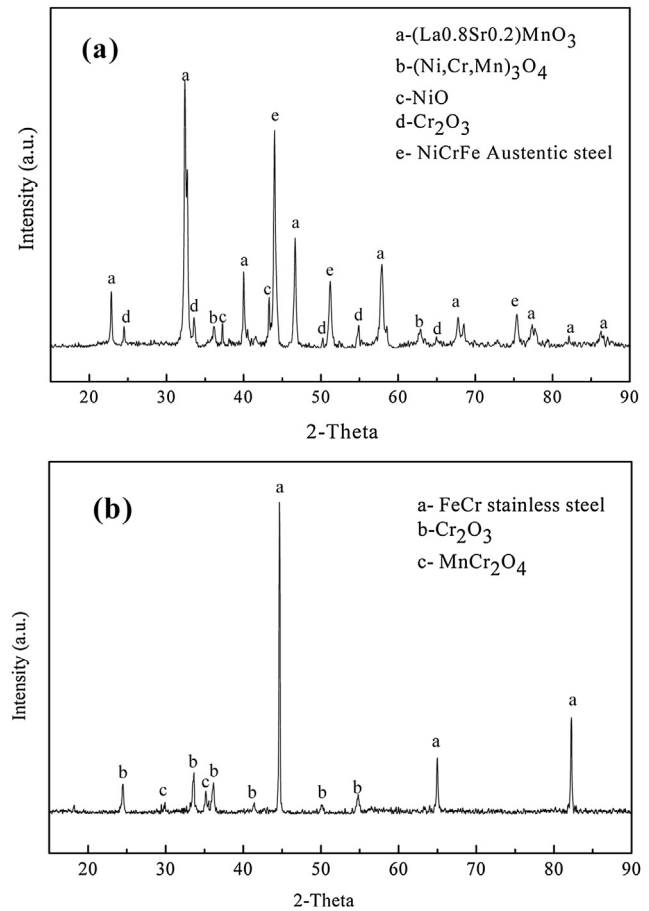 (a)
a-(La0.8Sr0.2)MnO3
b-(Ni,Cr,Mn)3O4
c-NiO
d-Cr2O3
e- NiCrFe Austentic steel
Intensity (a.u.)
a
e
a
a
a
e
a
d
d
b
c
c
d
d
b
d
a
e
a
a
a
20 30 40 50 60 70 80 90
2-Theta
(b)
a- FeCr stainless steel
b-Cr2O3
c- MnCr2O4
Intensity (a.u.)
a
a
a
b
c
b
c
b
b
b
b
20 30 40 50 60 70 80 90
2-Theta